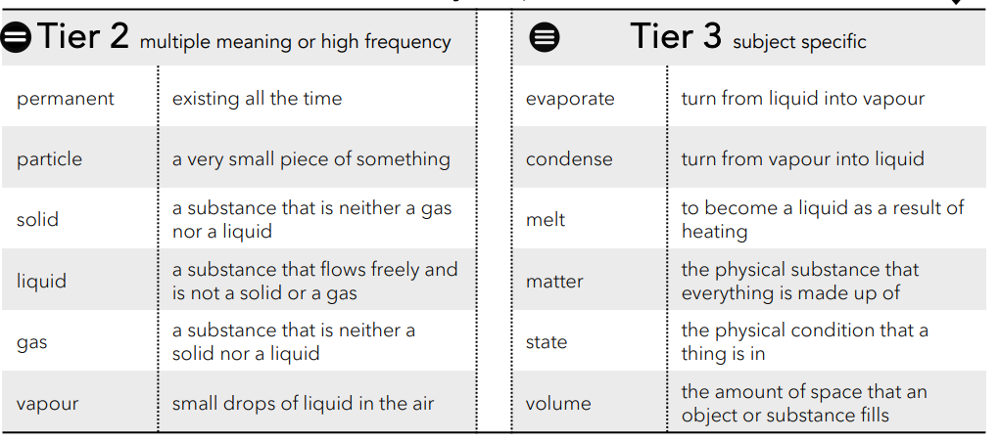 Tier 2 multiple meaning or high frequency
permanent existing all the time
particle a very small piece of something
solid a substance that is neither a gas
nor a liquid
liquid a substance that flows freely and
is not a solid or a gas
gas a substance that is neither a
solid nor a liquid
vapour small drops of liquid in the air
Tier 3 subject specific
evaporate turn from liquid into vapour
condense turn from vapour into liquid
melt to become a liquid as a result of
heating
matter the physical substance that
everything is made up of
state the physical condition that a
thing is in
volume the amount of space that an
object or substance fills